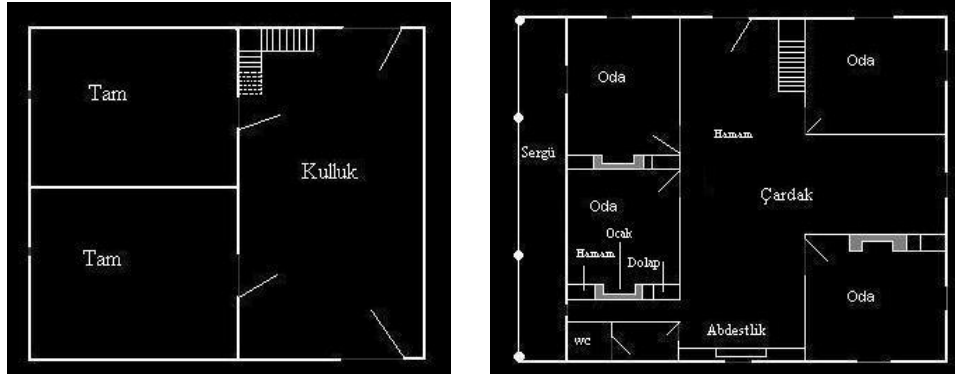 Tam
Kulluk
Tam
Oda
Oda
Hamam
Sergü
Çardak
Oda
Ocak
Hamam
Dolap
Oda
Abdestlik
wc